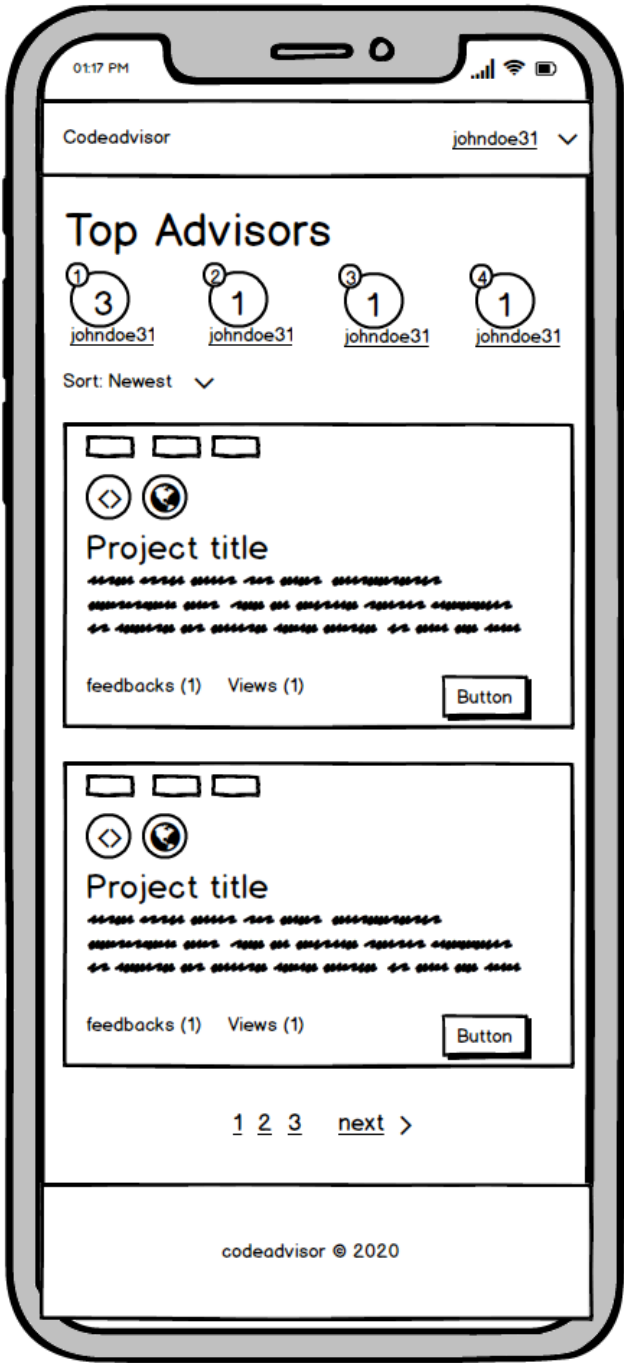 01:17 PM
Codeadvisor johndoe31
Top Advisors
1 2 3 4
3 1 1 1
johndoe31 johndoe31 johndoe31 johndoe31
Sort: Newest
<>
Project title
feedbacks (1) Views (1) Button
<>
Project title
feedbacks (1) Views (1) Button
1 2 3 next >
codeadvisor © 2020